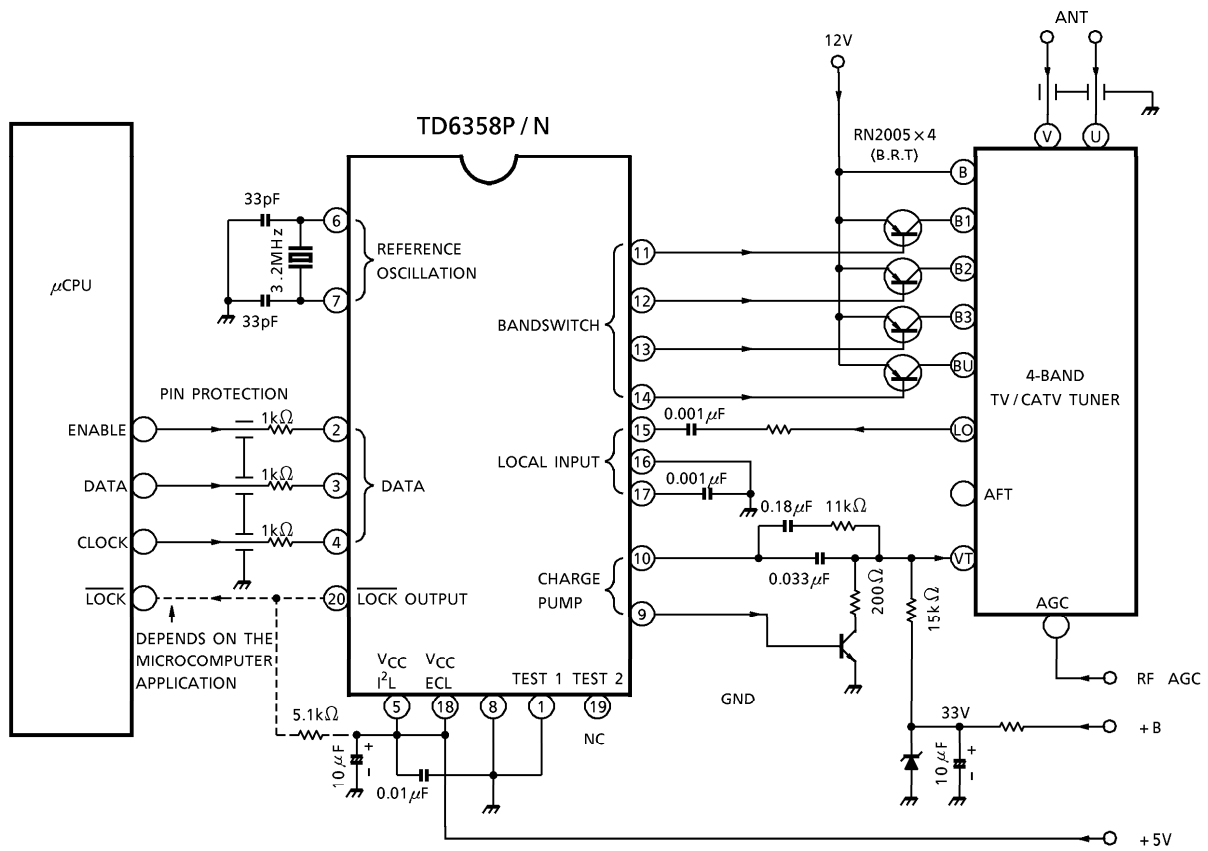 ANT
12V
TD6358P / N
RN2005 × 4
(B.R.T)
V
U
B
33pF
6
B1
3.2MHz
REFERENCE
OSCILLATION
11
μCPU
B2
7
33pF
12
BANDSWITCH
B3
13
BU
4-BAND
TV / CATV TUNER
PIN PROTECTION
14
1kΩ
0.001μF
ENABLE
2
15
LO
LOCAL INPUT
16
1kΩ
0.001μF
DATA
3
DATA
17
AFT
0.18μF
11kΩ
1kΩ
CLOCK
4
10
VT
0.033μF
CHARGE
PUMP
200Ω
15kΩ
LOCK
20
LOCK OUTPUT
9
AGC
DEPENDS ON THE
MICROCOMPUTER
APPLICATION
VCC
I²L
VCC
ECL
TEST 1
TEST 2
GND
RF AGC
5
18
8
1
19
NC
5.1kΩ
33V
+B
10μF
+
-
0.01μF
10μF
+
-
+5V